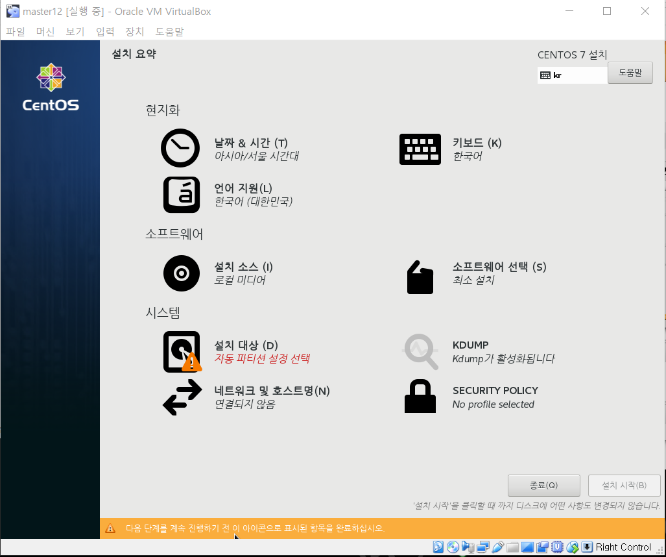 master12 [실행 중] - Oracle VM VirtualBox
파일 머신 보기 입력 장치 도움말
설치 요약
CENTOS 7 설치
kr
도움말
CentOS
현지화
날짜 & 시간 (T)
아시아/서울 시간대
키보드 (K)
한국어
언어 지원(L)
한국어 (대한민국)
소프트웨어
설치 소스 (I)
로컬 미디어
소프트웨어 선택 (S)
최소 설치
시스템
설치 대상 (D)
자동 파티션 설정 선택
KDUMP
Kdump가 활성화됩니다
네트워크 및 호스트명(N)
연결되지 않음
SECURITY POLICY
No profile selected
종료(Q)
설치 시작(B)
'설치 시작'을 클릭할 때 까지 디스크에 어떤 사항도 변경되지 않습니다.
다음 단계를 계속 진행하기 전 이 아이콘으로 표시된 항목을 완료하십시오.
Right Control